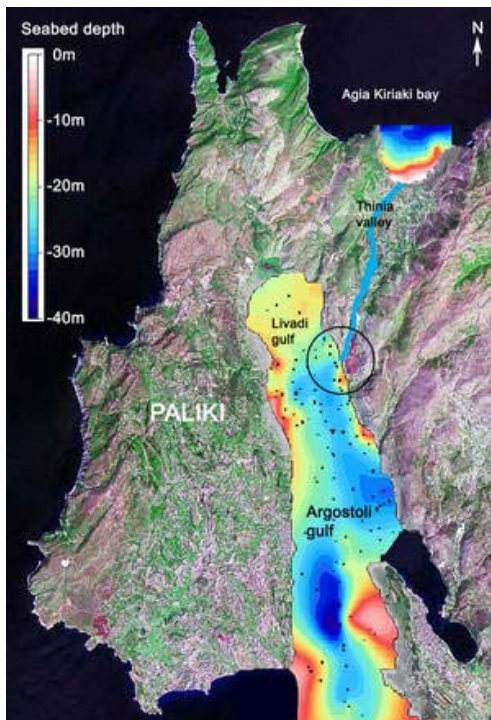 Seabed depth
0m
-10m
-20m
-30m
-40m
N
Agia Kiriaki bay
Thinia
valley
Livadi
gulf
PALIKI
Argostoli
gulf